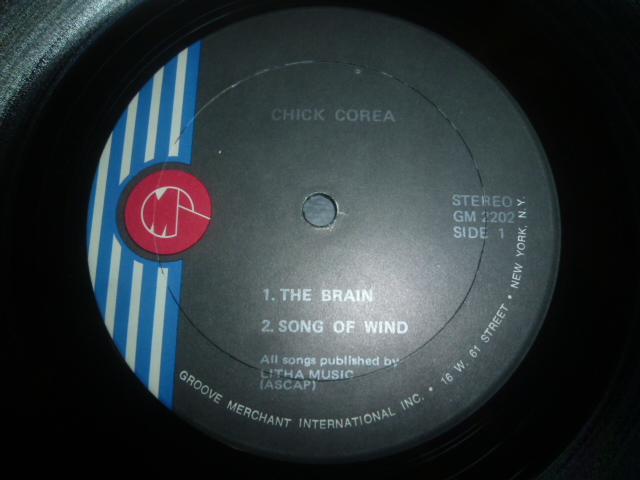 CHICK COREA
STEREO
GM 2202
SIDE 1
1. THE BRAIN
2. SONG OF WIND
All songs published by
LITHA MUSIC
(ASCAP)
GROOVE MERCHANT INTERNATIONAL INC. • 16 W. 61 STREET • NEW YORK, N.Y.